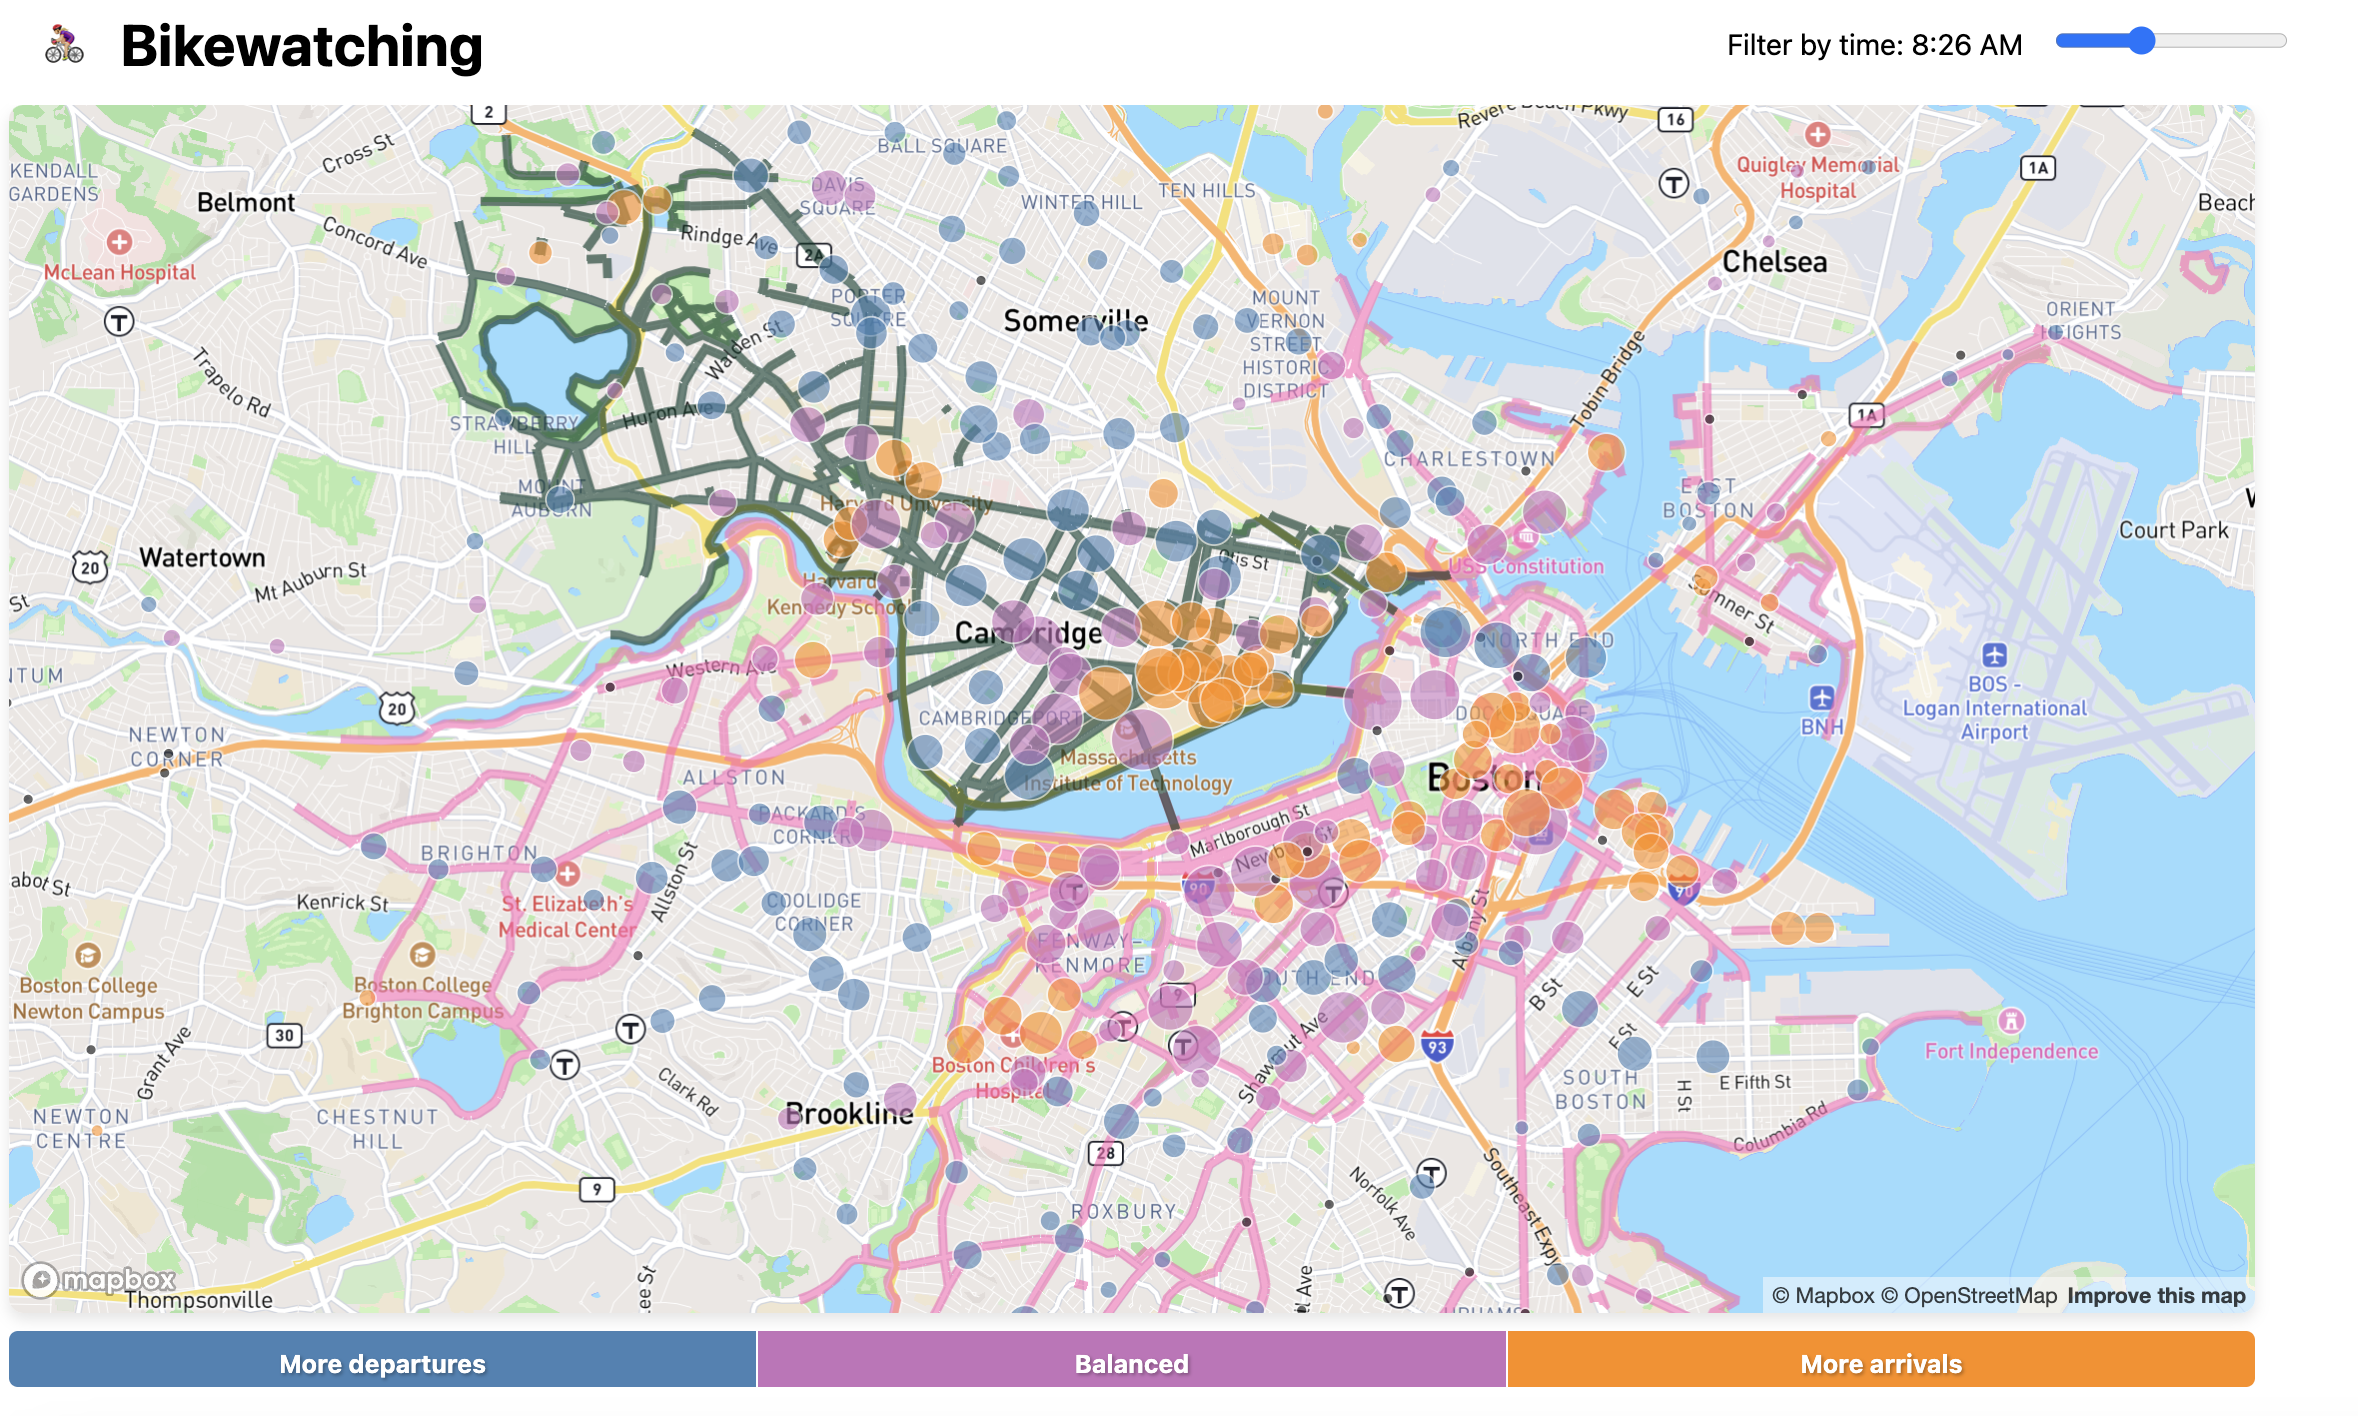 Bikewatching
Filter by time: 8:26 AM
2
Revere Beach Pkwy
16
1A
KENDALL
GARDENS
Cross St
Belmont
BALL SQUARE
DAVIS
SQUARE
WINTER HILL
TEN HILLS
Quigley Memorial
Hospital
T
Beach
McLean Hospital
Concord Ave
Rindge Ave
2A
Chelsea
T
Trapelo Rd
PORTER
SQUARE
Walden St
Somerville
MOUNT
VERNON
STREET
HISTORIC
DISTRICT
Tobin Bridge
ORIENT
HEIGHTS
1A
STRAWBERRY
HILL
Huron Ave
MOUNT
AUBURN
Harvard University
CHARLESTOWN
EAST
BOSTON
Court Park
20
Watertown
Mt Auburn St
St
Otis St
USS Constitution
Harvard
Kennedy School
Sumner St
Cambridge
NORTH END
Western Ave
BOS -
Logan International
Airport
BNH
20
NEWTON
CORNER
CAMBRIDGEPORT
DOCK SQUARE
ALLSTON
Massachusetts
Institute of Technology
Boston
PACKARD'S
CORNER
Marlborough St
BRIGHTON
90
T
T
90
Kenrick St
St. Elizabeth's
Medical Center
Allston St
COOLIDGE
CORNER
Albany St
Boston College
Newton Campus
Boston College
Brighton Campus
FENWAY-
KENMORE
SOUTH END
9
B St
E St
30
T
T
T
T
Grant Ave
Boston Children's
Hospital
Shawmut Ave
93
F St
Fort Independence
Clark Rd
SOUTH
BOSTON
H St
E Fifth St
NEWTON
CENTRE
CHESTNUT
HILL
Brookline
Columbia Rd
28
9
T
Norfolk Ave
Southeast Expy
ROXBURY
mapbox
Thompsonville
T
© Mapbox © OpenStreetMap Improve this map
More departures
Balanced
More arrivals